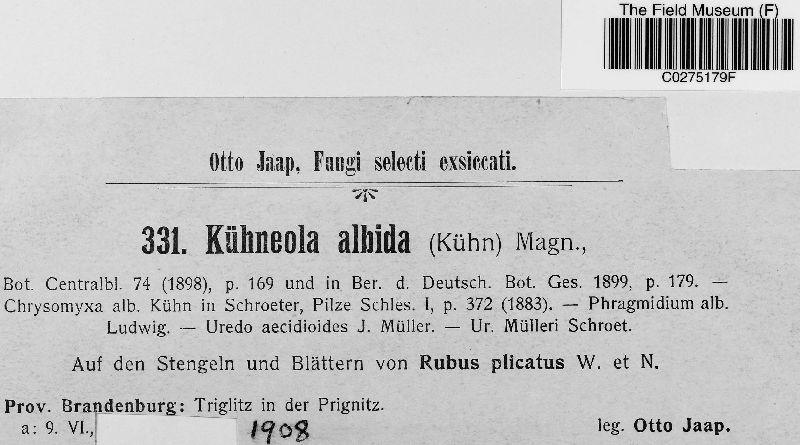 The Field Museum (F)
C0275179F
Otto Jaap, Fungi selecti exsiccati.
331. Kühneola albida (Kühn) Magn.,
Bot. Centralbl. 74 (1898), p. 169 und in Ber. d. Deutsch. Bot. Ges. 1899, p. 179. —
Chrysomyxa alb. Kühn in Schroeter, Pilze Schles. I, p. 372 (1883). — Phragmidium alb.
Ludwig. — Uredo aecidioides J. Müller. — Ur. Mülleri Schroet.
Auf den Stengeln und Blättern von Rubus plicatus W. et N.
Prov. Brandenburg: Triglitz in der Prignitz.
a: 9. VI., 1908 leg. Otto Jaap.